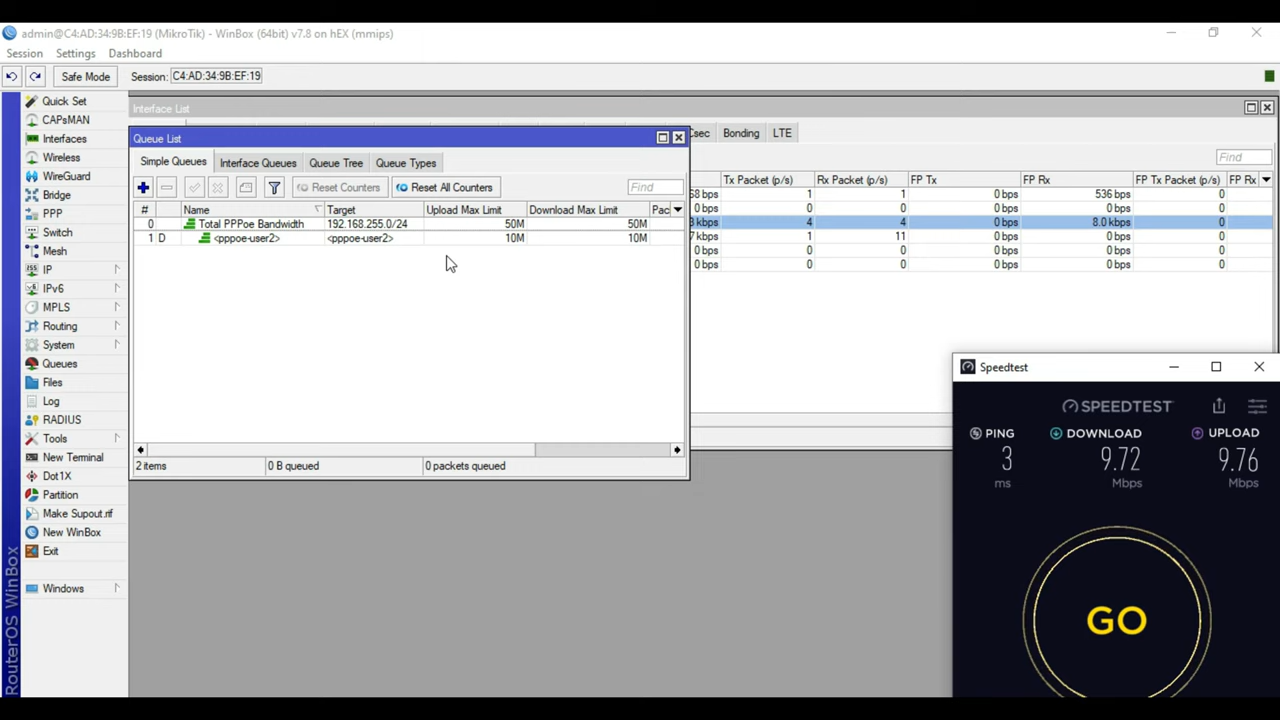 admin@C4:AD:34:9B:EF:19 (MikroTik) - WinBox (64bit) v7.8 on hEX (mmips)
Session Settings Dashboard
Safe Mode Session: C4:AD:34:9B:EF:19
Quick Set
CAPsMAN
Interfaces
Wireless
WireGuard
Bridge
PPP
Switch
Mesh
IP
IPv6
MPLS
Routing
System
Queues
Files
Log
RADIUS
Tools
New Terminal
Dot1X
Partition
Make Supout.rif
New WinBox
Exit
Windows
RouterOS WinBox
Interface List
Bonding LTE
Find
Tx Packet (p/s) Rx Packet (p/s) FP Tx FP Rx FP Tx Packet (p/s) FP Rx
68 bps 1 1 0 bps 536 bps 0
0 bps 0 0 0 bps 0 bps 0
kbps 4 4 0 bps 8.0 kbps 0
7 kbps 1 11 0 bps 0 bps 0
0 bps 0 0 0 bps 0 bps 0
0 bps 0 0 0 bps 0 bps 0
Queue List
Simple Queues Interface Queues Queue Tree Queue Types
Reset Counters Reset All Counters Find
# Name Target Upload Max Limit Download Max Limit Pac
0 Total PPPoe Bandwidth 192.168.255.0/24 50M 50M
1 D <pppoe-user2> <pppoe-user2> 10M 10M
2 items 0 B queued 0 packets queued
Speedtest
SPEEDTEST
PING DOWNLOAD UPLOAD
3 9.72 9.76
ms Mbps Mbps
GO